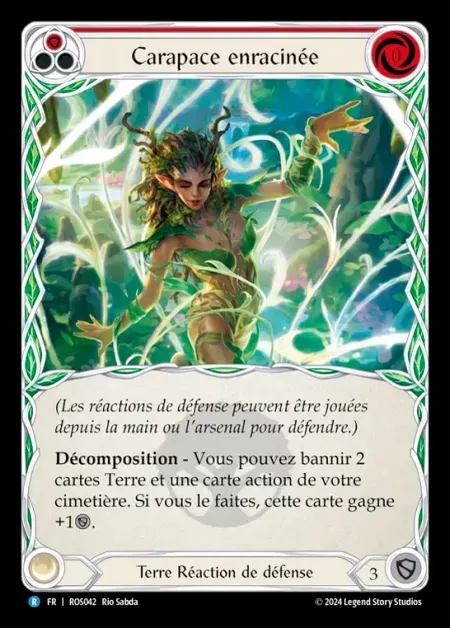 Carapace enracinée
0
(Les réactions de défense peuvent être jouées
depuis la main ou l'arsenal pour défendre.)
Décomposition - Vous pouvez bannir 2
cartes Terre et une carte action de votre
cimetière. Si vous le faites, cette carte gagne
+1.
Terre Réaction de défense
3
R FR | ROS042 Rio Sabda
© 2024 Legend Story Studios